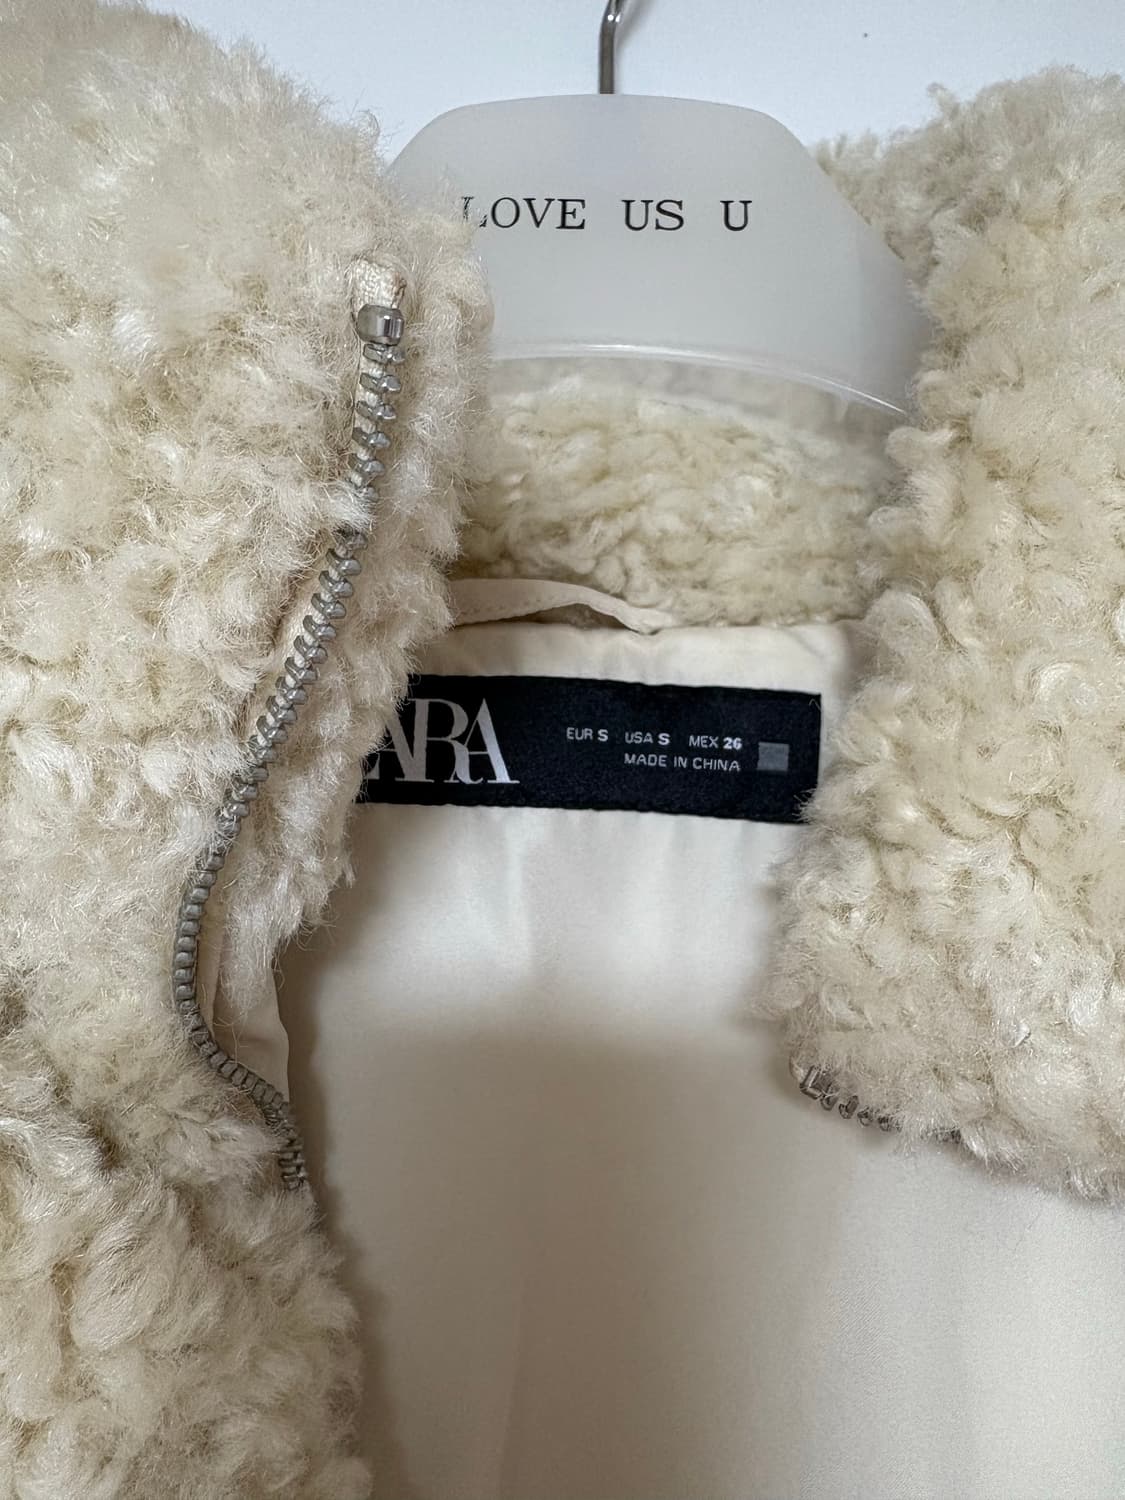 LOVE US U
ZARA
EUR S USA S MEX 26
MADE IN CHINA